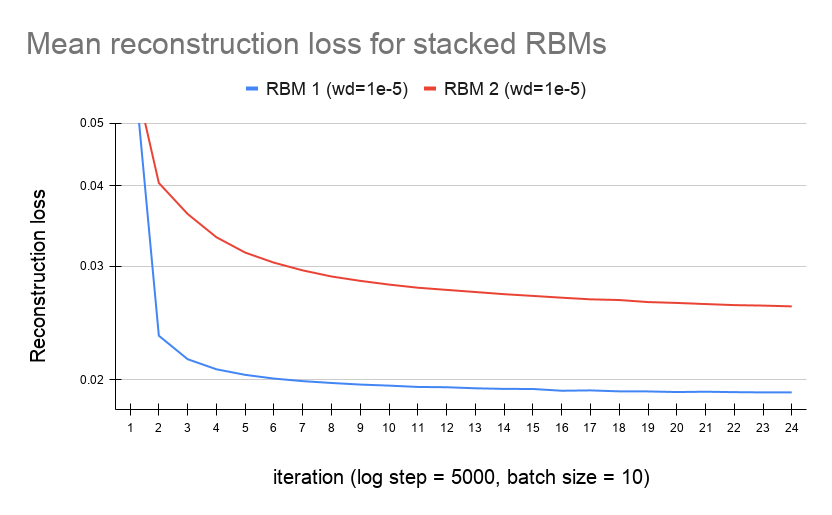 Mean reconstruction loss for stacked RBMs
RBM 1 (wd=1e-5) RBM 2 (wd=1e-5)
Reconstruction loss
0.05
0.04
0.03
0.02
1 2 3 4 5 6 7 8 9 10 11 12 13 14 15 16 17 18 19 20 21 22 23 24
iteration (log step = 5000, batch size = 10)